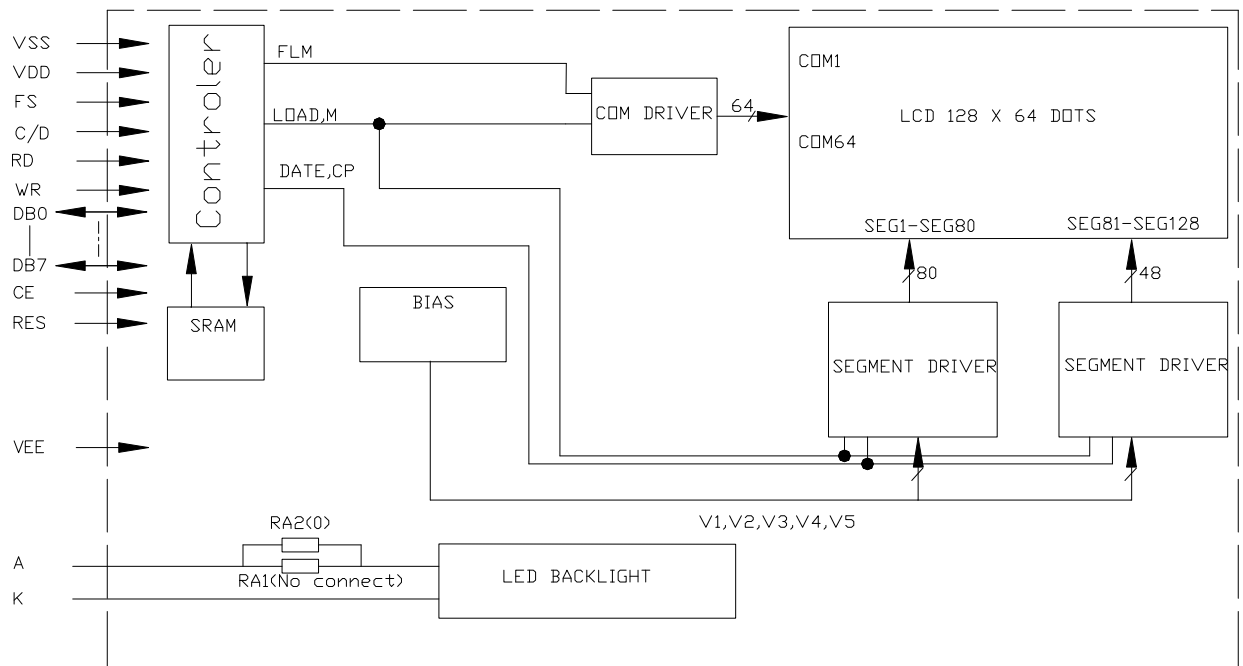 VSS
VDD
FS
C/D
RD
WR
DB0
DB7
CE
RES
VEE
A
K
Controler
SRAM
FLM
LOAD,M
DATE,CP
COM DRIVER
64
COM1
COM64
LCD 128 X 64 DOTS
SEG1-SEG80
SEG81-SEG128
80
48
BIAS
SEGMENT DRIVER
SEGMENT DRIVER
V1,V2,V3,V4,V5
RA2(0)
RA1(No connect)
LED BACKLIGHT